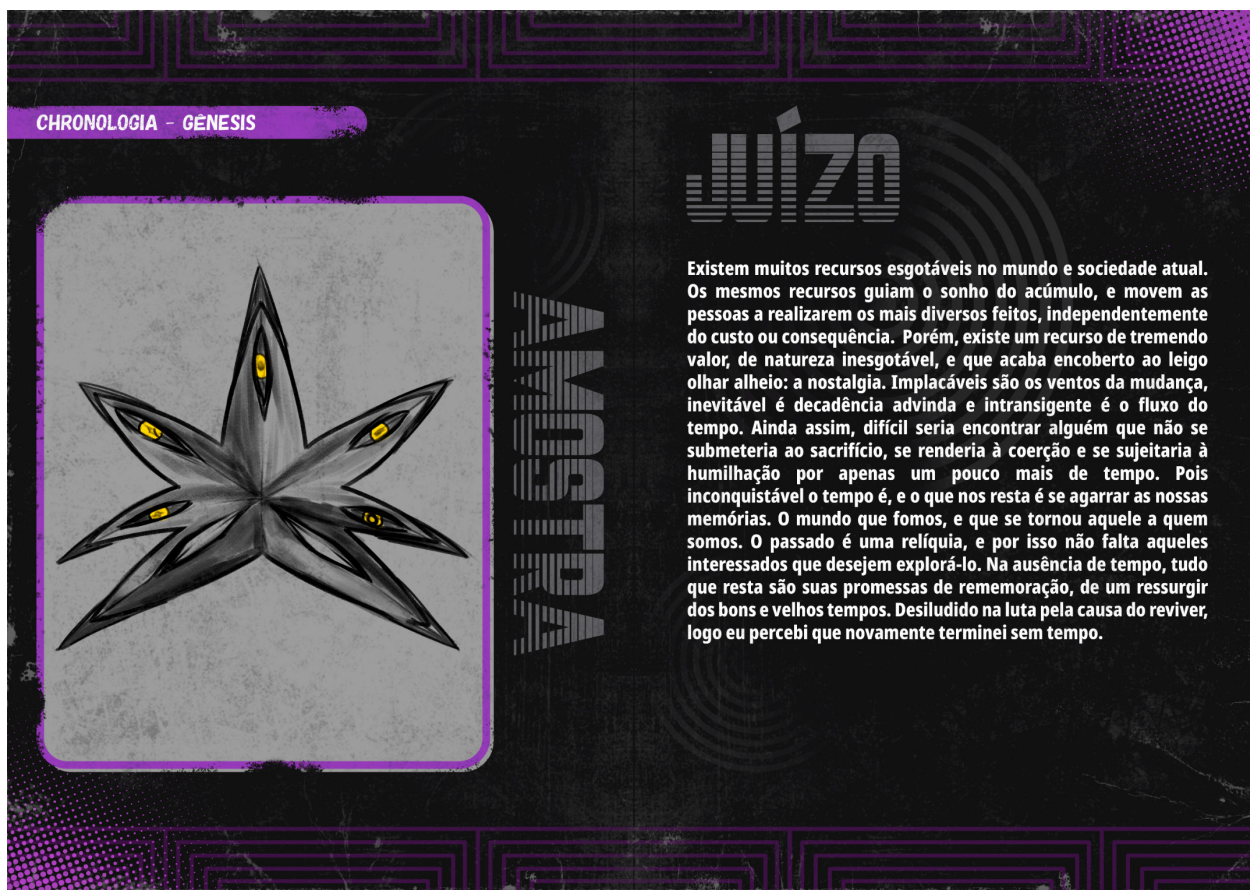 CHRONOLOGIA - GÊNESIS
AMOSTRA
JUÍZO
Existem muitos recursos esgotáveis no mundo e sociedade atual.
Os mesmos recursos guiam o sonho do acúmulo, e movem as
pessoas a realizarem os mais diversos feitos, independentemente
do custo ou consequência. Porém, existe um recurso de tremendo
valor, de natureza inesgotável, e que acaba encoberto ao leigo
olhar alheio: a nostalgia. Implacáveis são os ventos da mudança,
inevitável é decadência advinda e intransigente é o fluxo do
tempo. Ainda assim, difícil seria encontrar alguém que não se
submeteria ao sacrifício, se renderia à coerção e se sujeitaria à
humilhação por apenas um pouco mais de tempo. Pois
inconquistável o tempo é, e o que nos resta é se agarrar as nossas
memórias. O mundo que fomos, e que se tornou aquele a quem
somos. O passado é uma relíquia, e por isso não falta aqueles
interessados que desejem explorá-lo. Na ausência de tempo, tudo
que resta são suas promessas de rememoração, de um ressurgir
dos bons e velhos tempos. Desiludido na luta pela causa do reviver,
logo eu percebi que novamente terminei sem tempo.